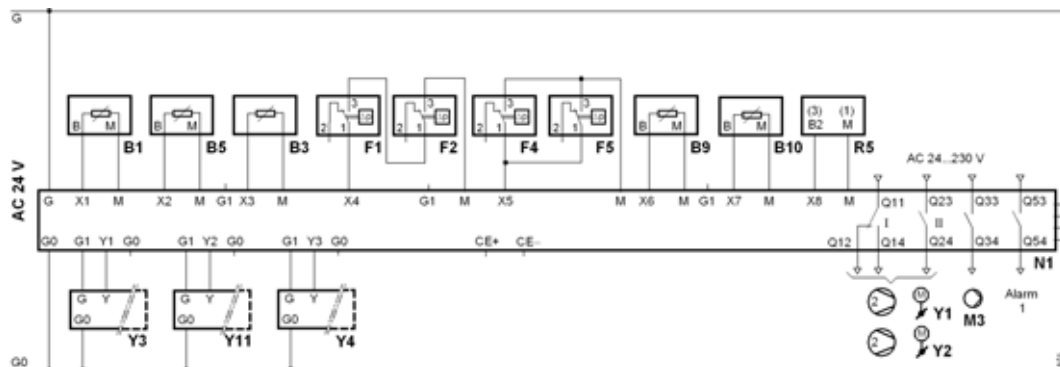 G
AC 24 V
3 3 3 3
B M B M 2 1 2 1 2 1 2 1 B M B M (3) (1)
B2 M
B1 B5 B3 F1 F2 F4 F5 B9 B10 R5
AC 24...230 V
G X1 M X2 M G1 X3 M X4 G1 M X5 M X6 M G1 X7 M X8 M Q11 Q23 Q33 Q53
I II
G0 G1 Y1 G0 G1 Y2 G0 G1 Y3 G0 CE+ CE− Q12 Q14 Q24 Q34 Q54
N1
G Y G Y G Y
G0 G0 G0
Y3 Y11 Y4
2 M Y1 M3 Alarm
1
2 M Y2
G0